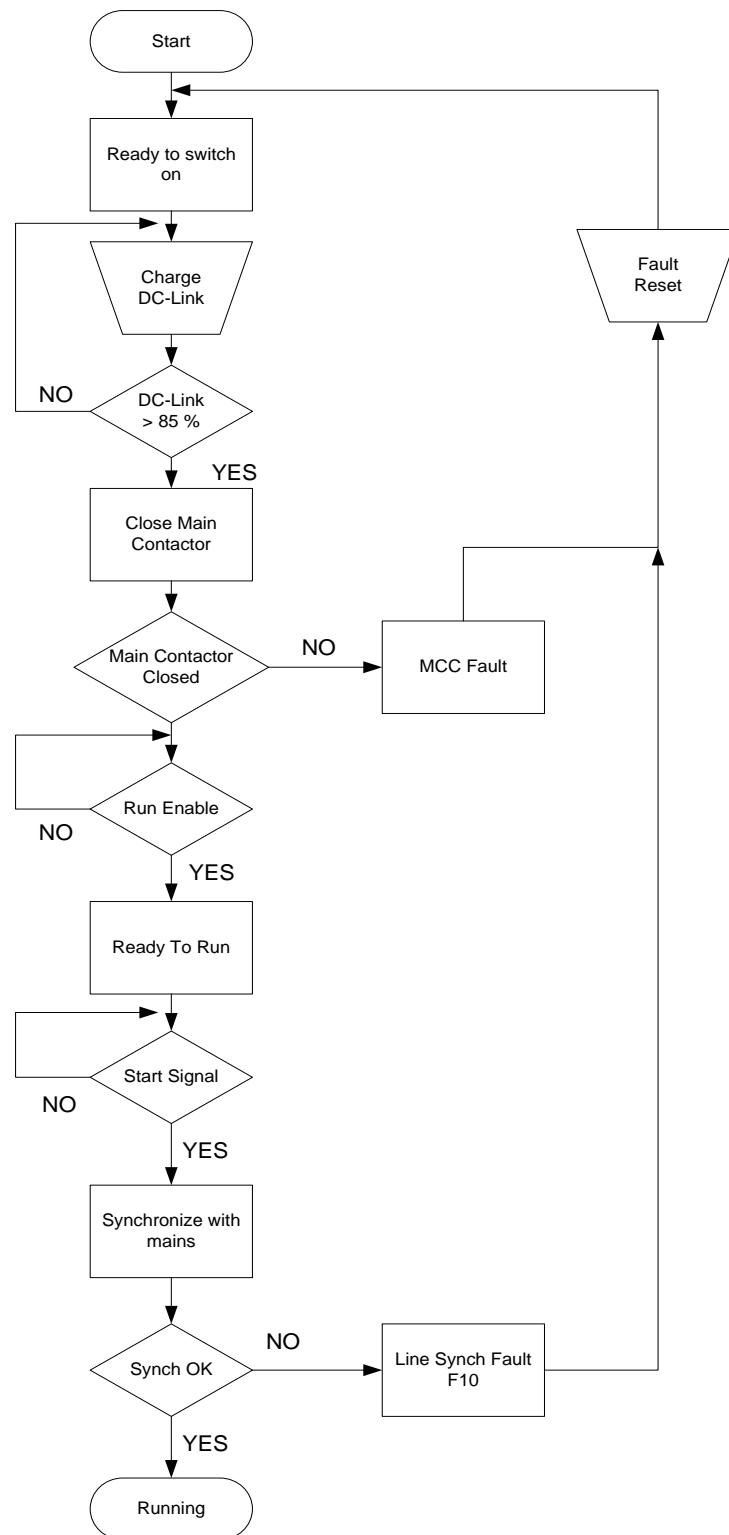 Start
Ready to switch
on
Charge
DC-Link
Fault
Reset
NO
DC-Link
> 85 %
YES
Close Main
Contactor
Main Contactor
Closed
NO
MCC Fault
Run Enable
NO
YES
Ready To Run
Start Signal
NO
YES
Synchronize with
mains
Synch OK
NO
Line Synch Fault
F10
YES
Running